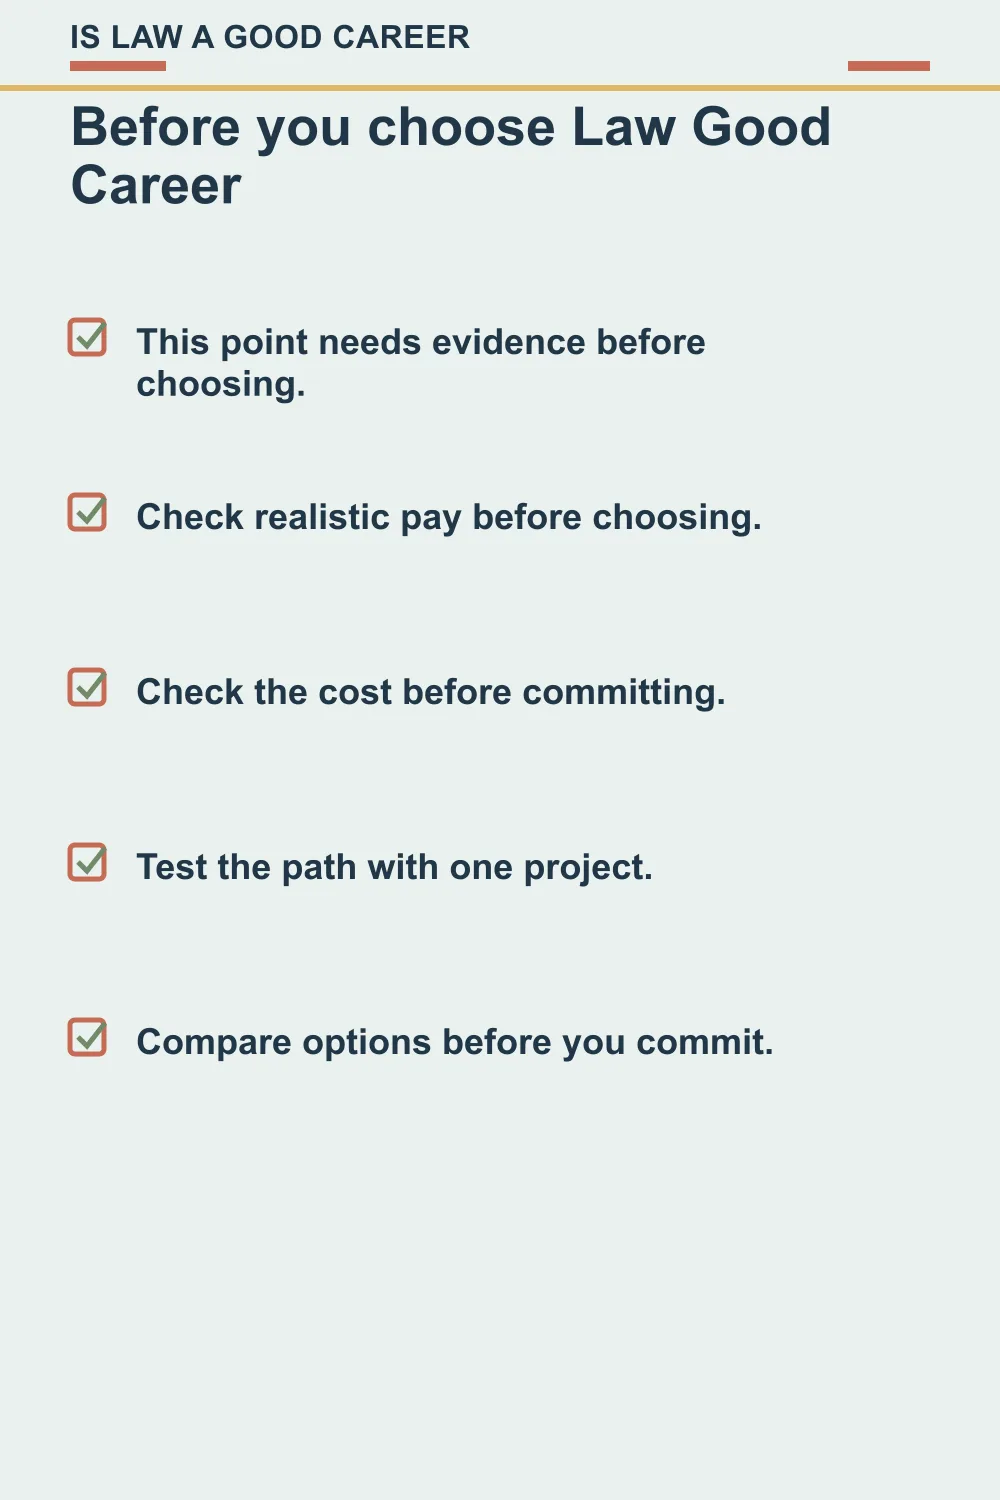 IS LAW A GOOD CAREER
Before you choose Law Good
Career
This point needs evidence before
choosing.
Check realistic pay before choosing.
Check the cost before committing.
Test the path with one project.
Compare options before you commit.